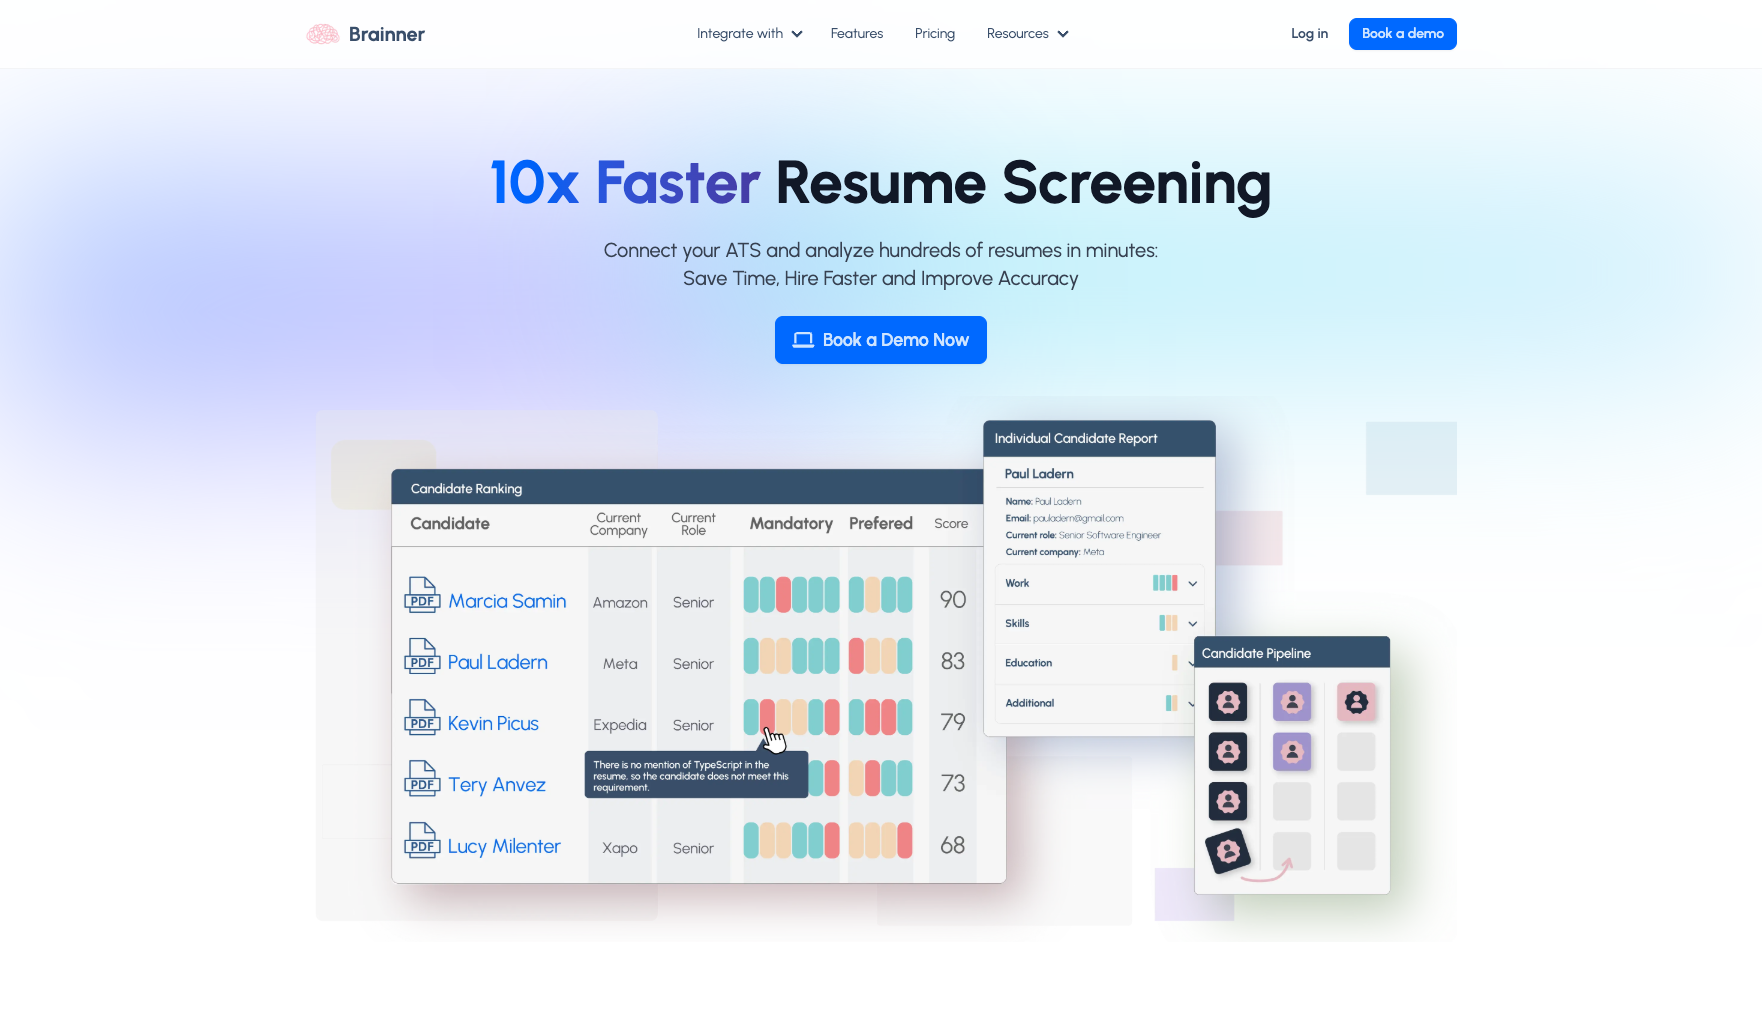 Brainner
Integrate with
Features
Pricing
Resources
Log in
Book a demo
10x Faster Resume Screening
Connect your ATS and analyze hundreds of resumes in minutes:
Save Time, Hire Faster and Improve Accuracy
Book a Demo Now
Candidate Ranking
Candidate
Current
Company
Current
Role
Mandatory
Prefered
Score
PDF Marcia Samin Amazon Senior 90
PDF Paul Ladern Meta Senior 83
PDF Kevin Picus Expedia Senior 79
There is no mention of TypeScript in the
resume, so the candidate does not meet this
requirement.
PDF Tery Anvez 73
PDF Lucy Milenter Xapo Senior 68
Individual Candidate Report
Paul Ladern
Name: Paul Ladern
Email: pauladern@gmail.com
Current role: Senior Software Engineer
Current company: Meta
Work
Skills
Education
Additional
Candidate Pipeline